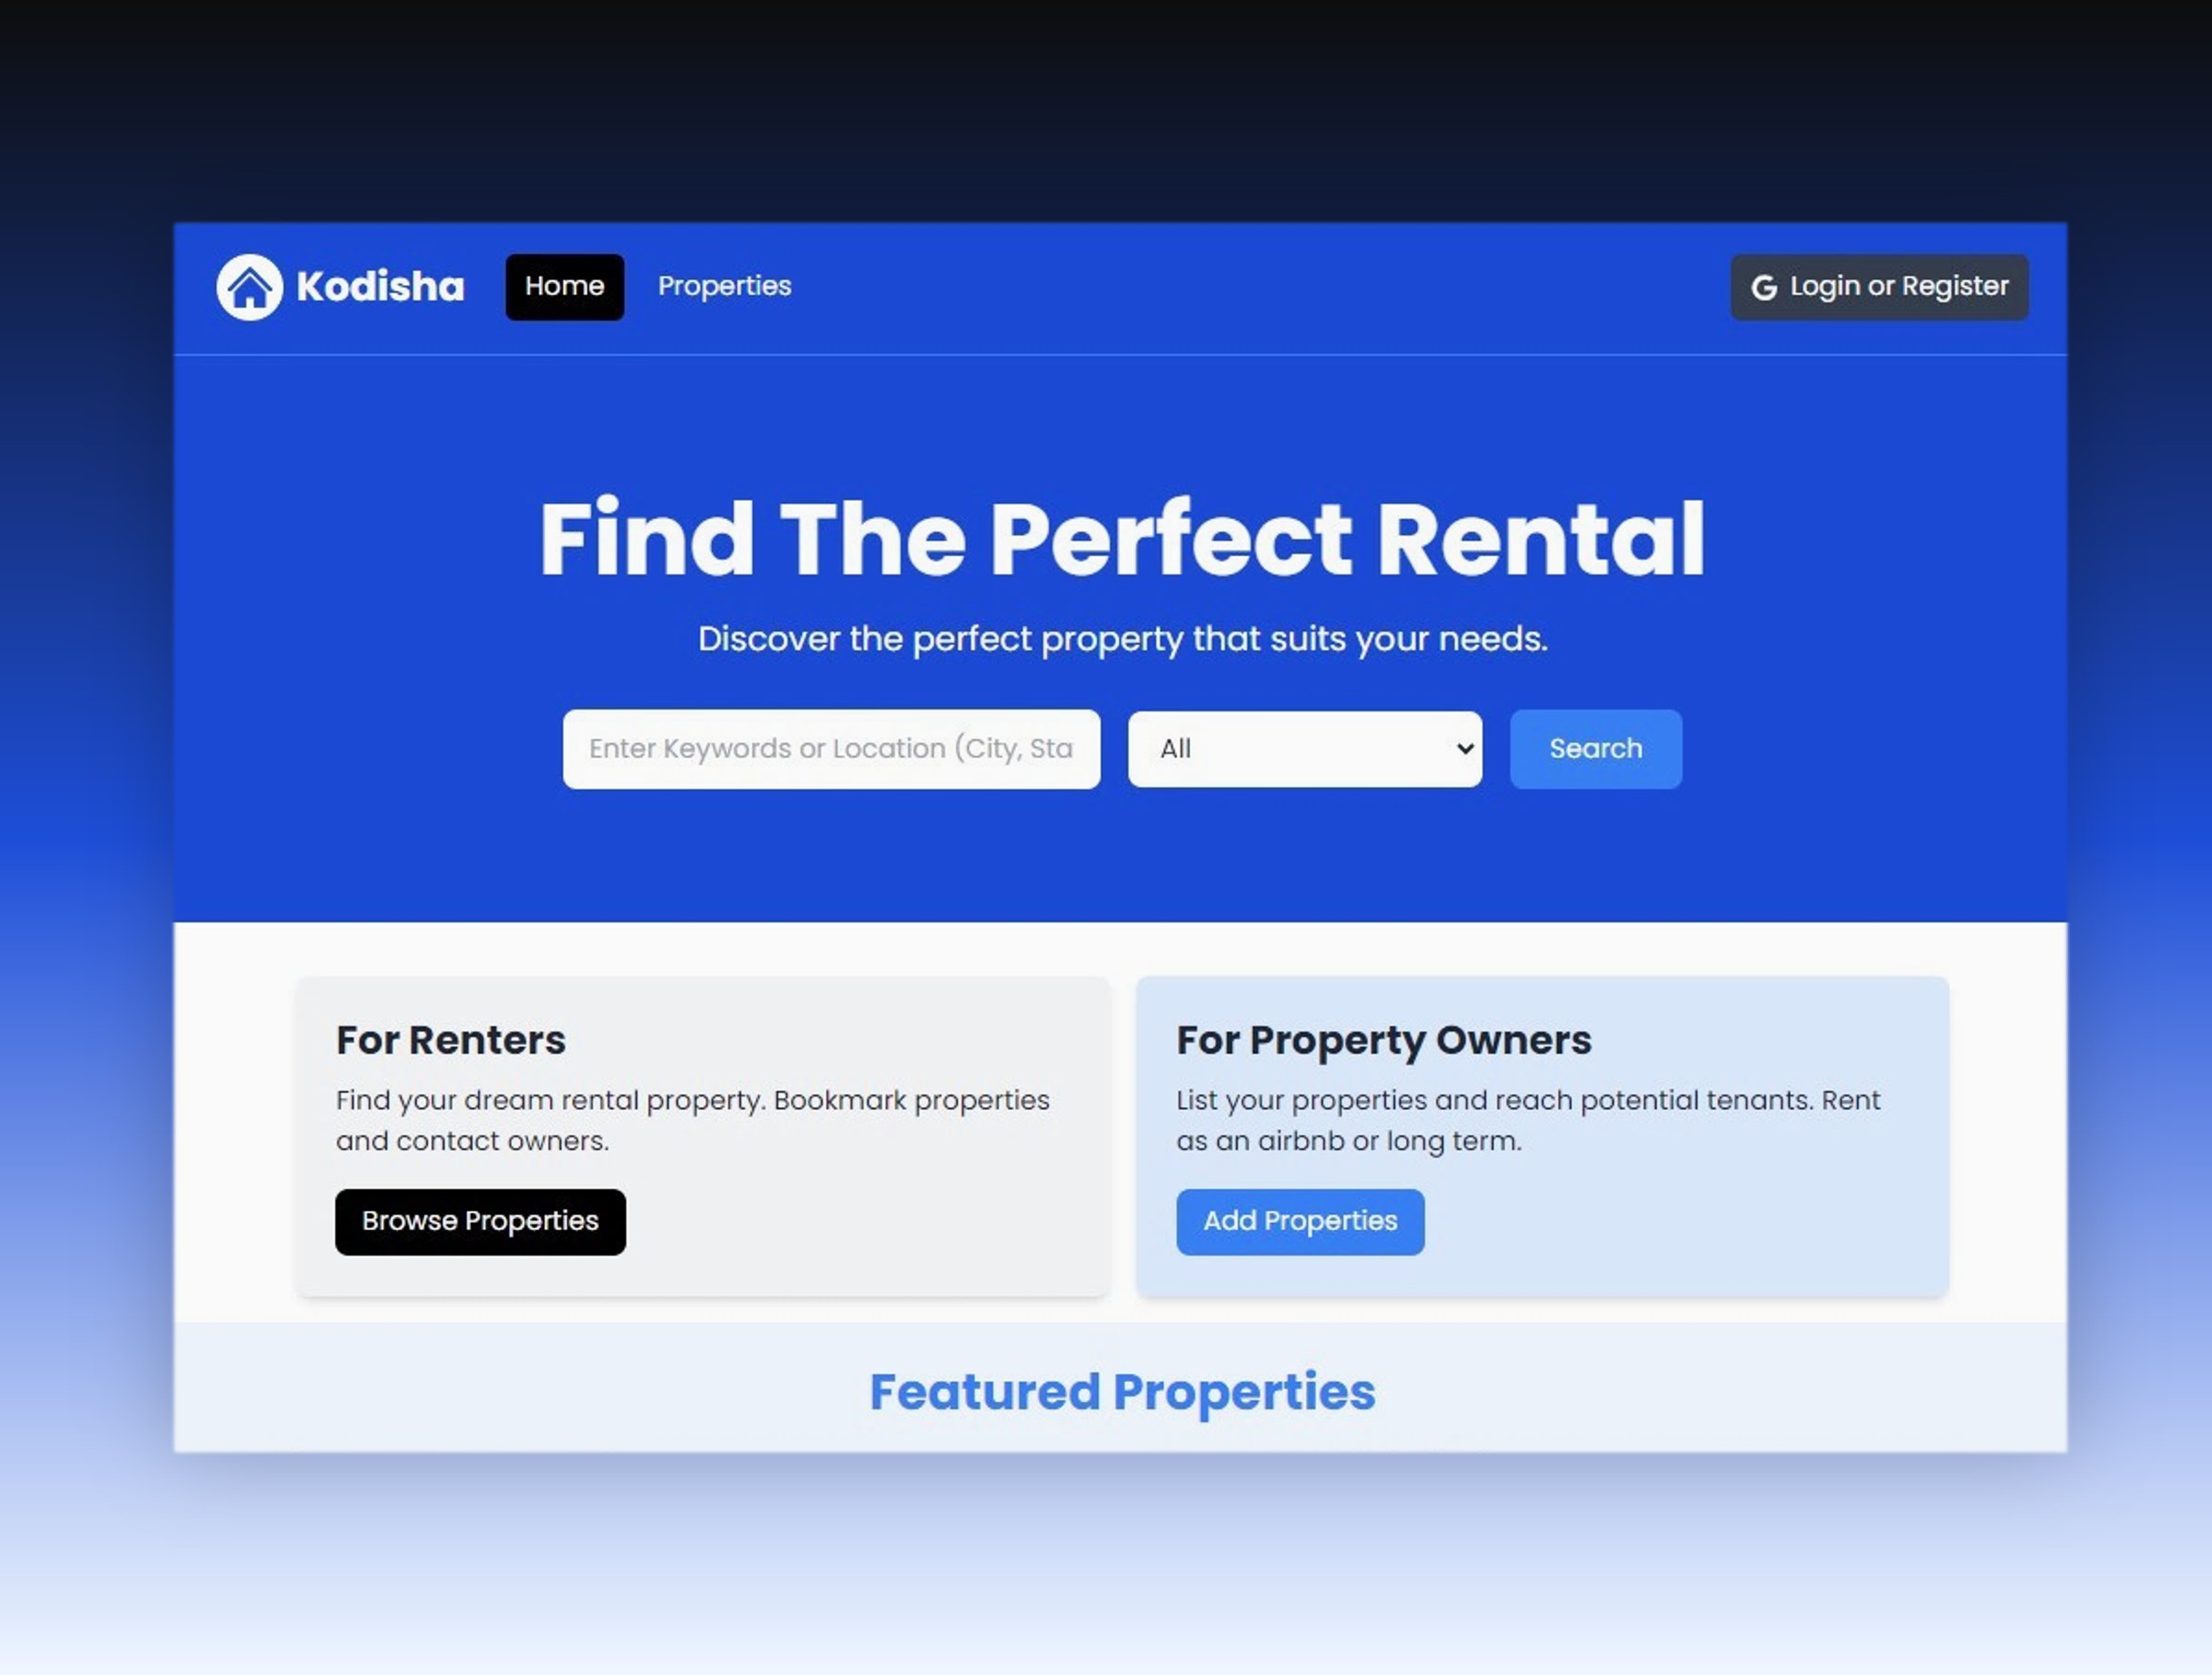 Kodisha
Home
Properties
Login or Register
Find The Perfect Rental
Discover the perfect property that suits your needs.
Enter Keywords or Location (City, Sta
All
Search
For Renters
Find your dream rental property. Bookmark properties
and contact owners.
Browse Properties
For Property Owners
List your properties and reach potential tenants. Rent
as an airbnb or long term.
Add Properties
Featured Properties